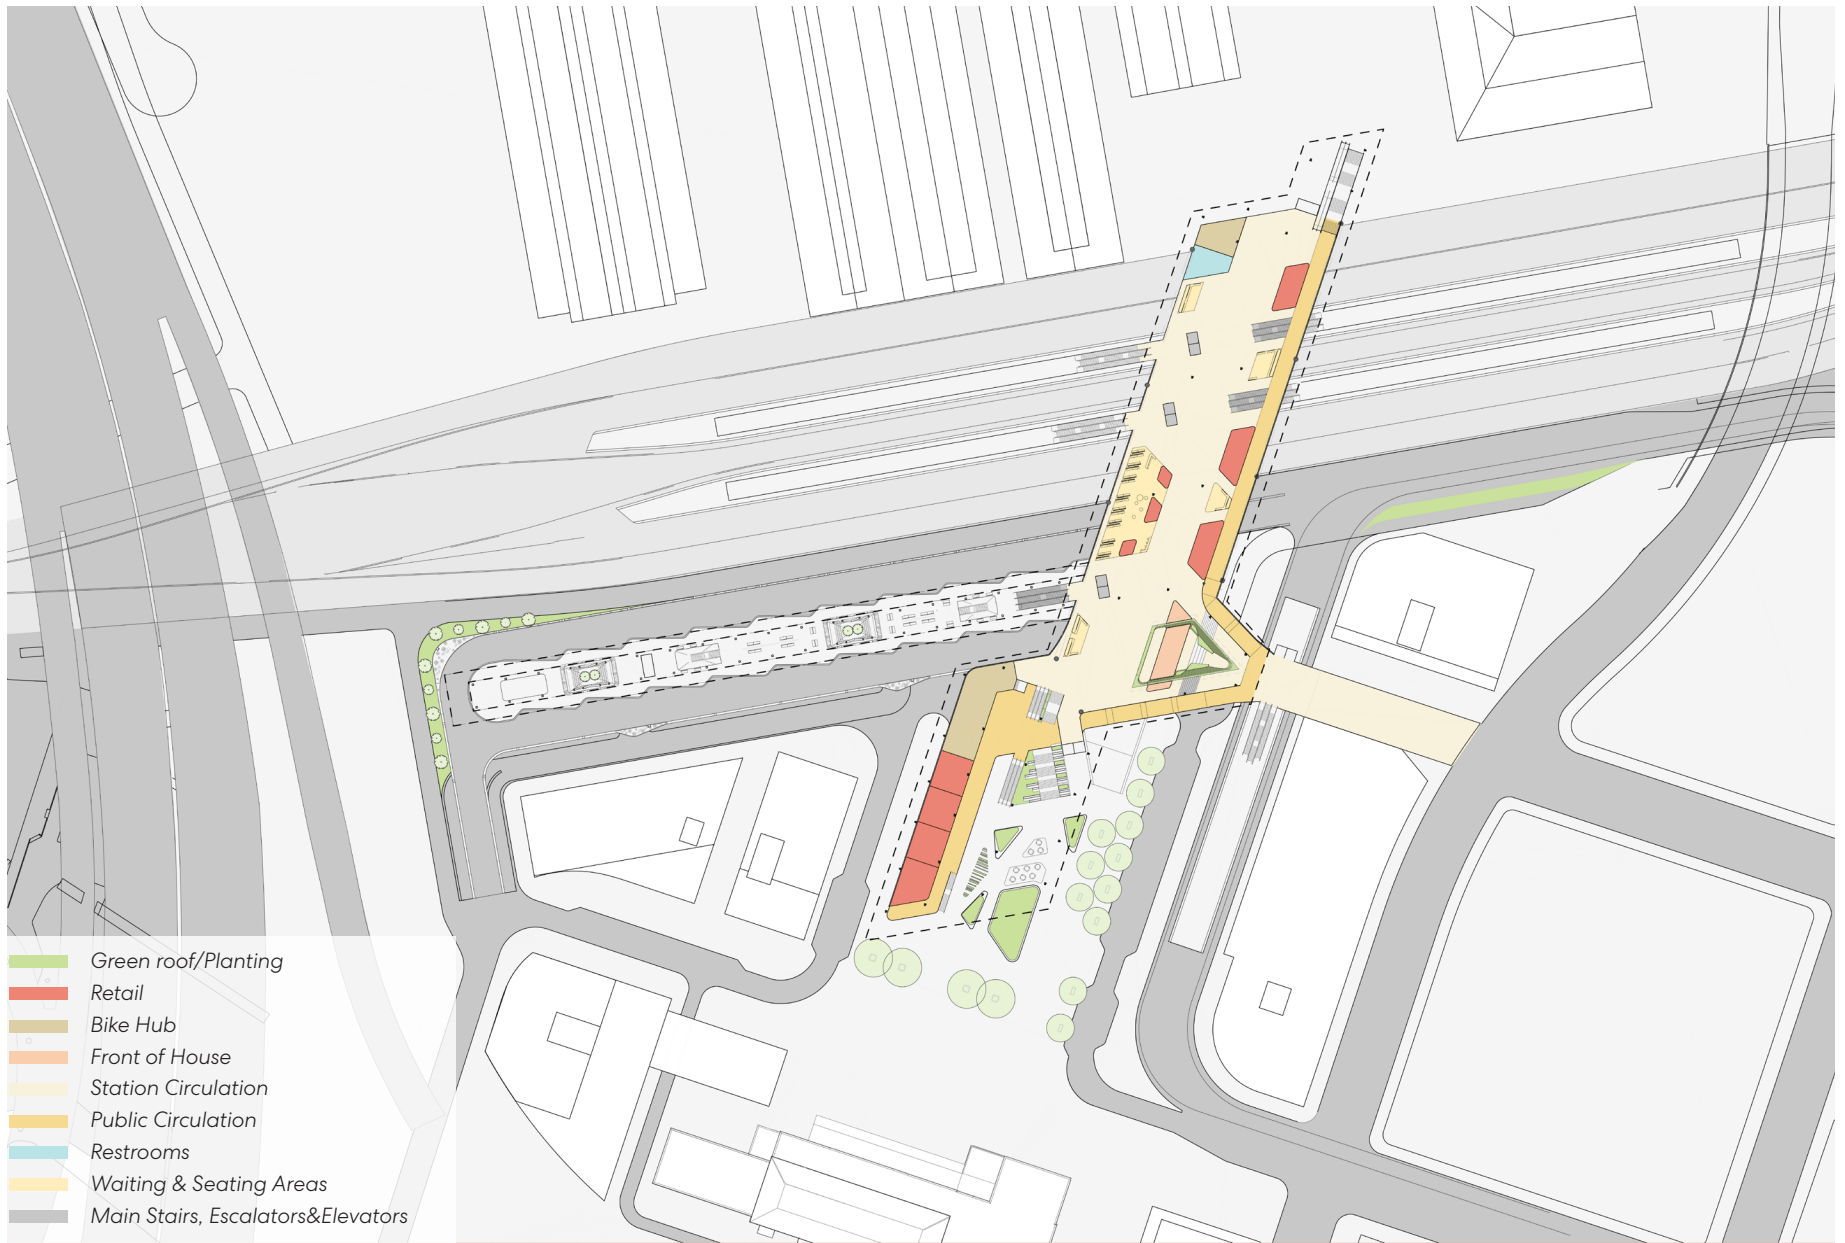 Green roof/Planting
Retail
Bike Hub
Front of House
Station Circulation
Public Circulation
Restrooms
Waiting & Seating Areas
Main Stairs, Escalators&Elevators